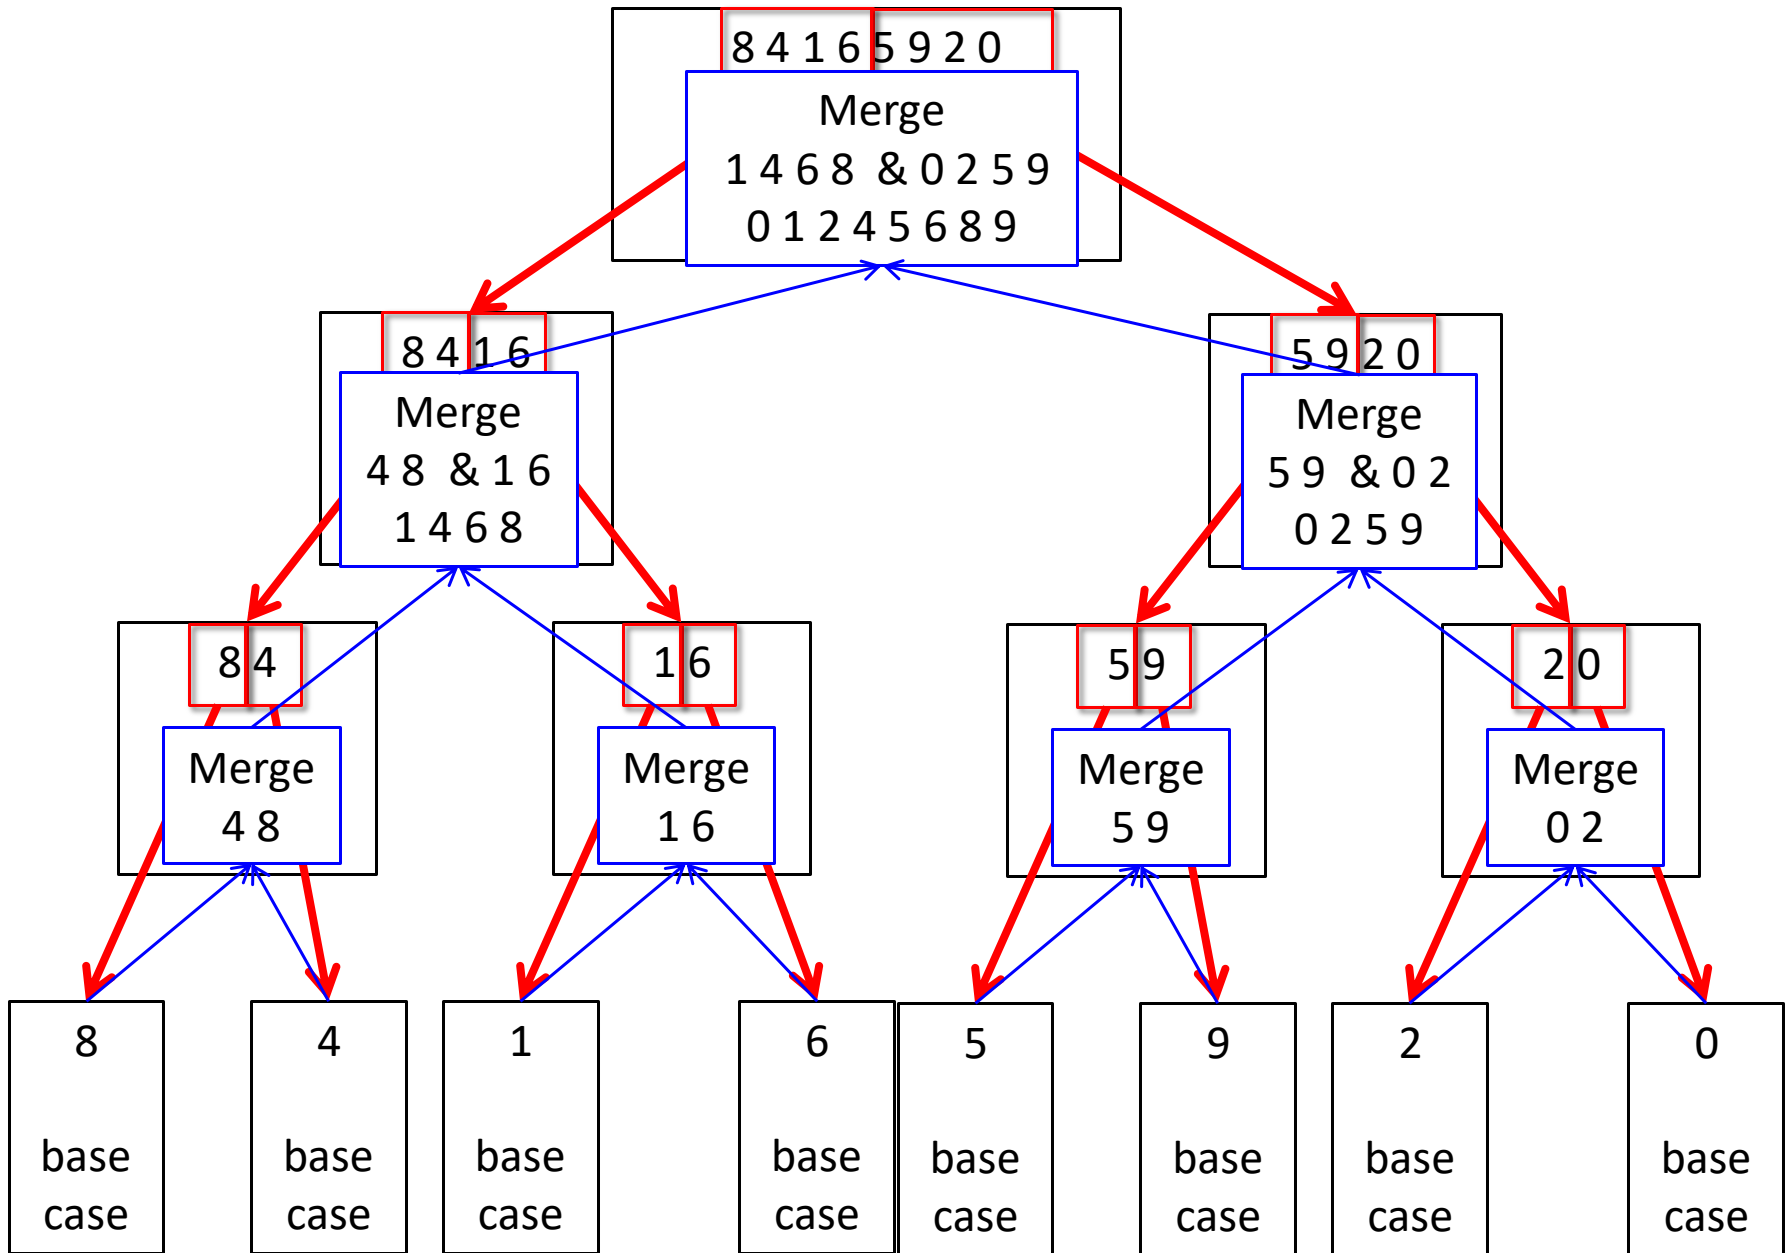 8 4 1 6 5 9 2 0
Merge
1 4 6 8 & 0 2 5 9
0 1 2 4 5 6 8 9
8 4 1 6
Merge
4 8 & 1 6
1 4 6 8
5 9 2 0
Merge
5 9 & 0 2
0 2 5 9
8 4
Merge
4 8
1 6
Merge
1 6
5 9
Merge
5 9
2 0
Merge
0 2
8
base
case
4
base
case
1
base
case
6
base
case
5
base
case
9
base
case
2
base
case
0
base
case